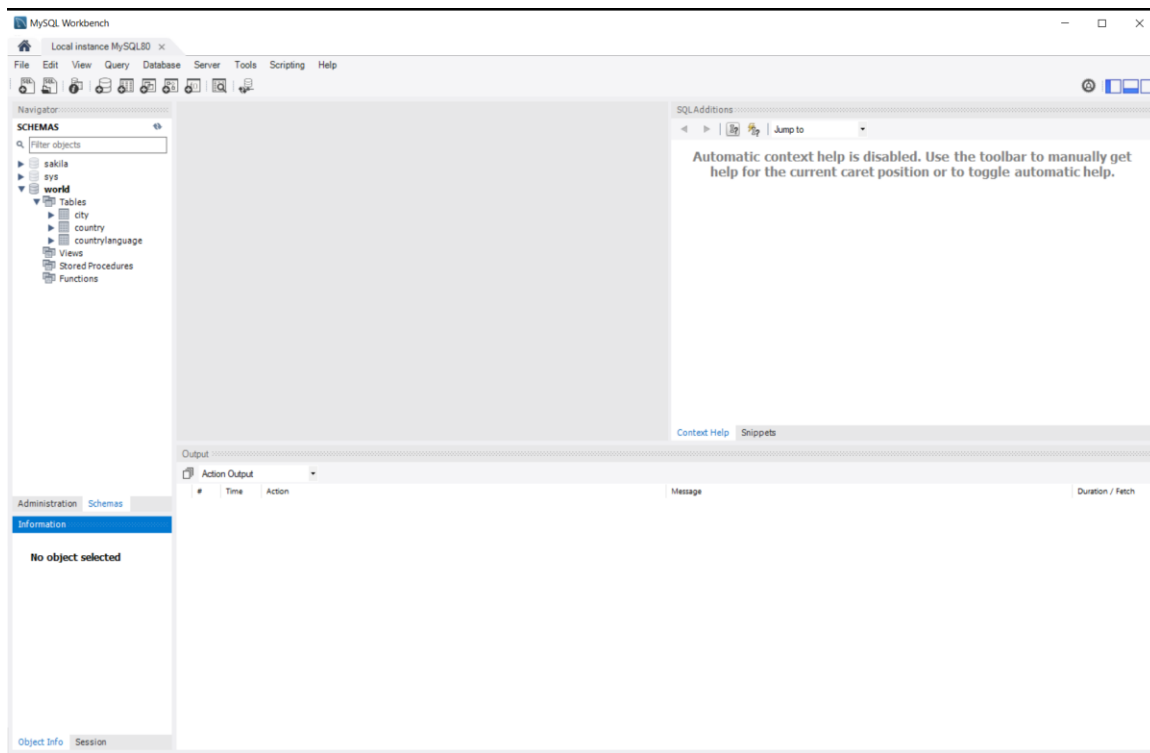 MySQL Workbench
Local instance MySQL80
File Edit View Query Database Server Tools Scripting Help
Navigator
SCHEMAS
Filter objects
sakila
sys
world
Tables
city
country
countrylanguage
Views
Stored Procedures
Functions
Administration Schemas
Information
No object selected
Object Info Session
SQLAdditions
Jump to
Automatic context help is disabled. Use the toolbar to manually get
help for the current caret position or to toggle automatic help.
Context Help Snippets
Output
Action Output
# Time Action Message Duration / Fetch